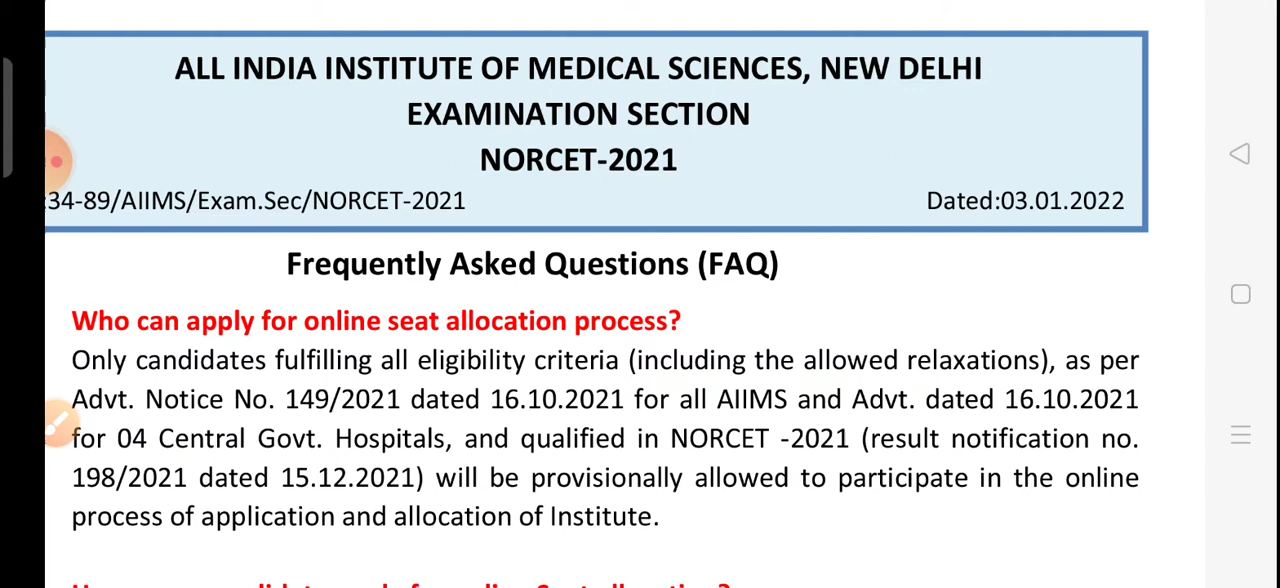 ALL INDIA INSTITUTE OF MEDICAL SCIENCES, NEW DELHI
EXAMINATION SECTION
NORCET-2021
34-89/AIIMS/Exam.Sec/NORCET-2021 Dated:03.01.2022
Frequently Asked Questions (FAQ)
Who can apply for online seat allocation process?
Only candidates fulfilling all eligibility criteria (including the allowed relaxations), as per
Advt. Notice No. 149/2021 dated 16.10.2021 for all AIIMS and Advt. dated 16.10.2021
for 04 Central Govt. Hospitals, and qualified in NORCET -2021 (result notification no.
198/2021 dated 15.12.2021) will be provisionally allowed to participate in the online
process of application and allocation of Institute.